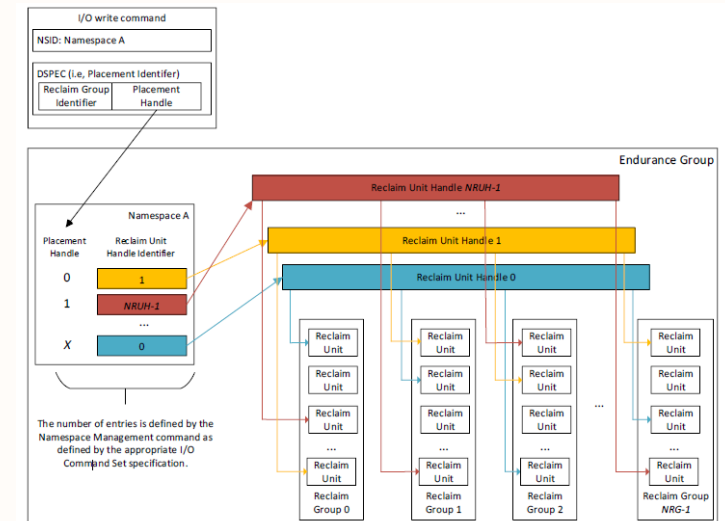 I/O write command
NSID: Namespace A
DSPEC (i.e, Placement Identifer)
Reclaim Group
Identifier
Placement
Handle
Endurance Group
Namespace A
Placement
Handle
Reclaim Unit
Handle Identifier
0
1
1
NRUH-1
...
X
0
The number of entries is defined by the
Namespace Management command as
defined by the appropriate I/O
Command Set specification.
Reclaim Unit Handle NRUH-1
...
Reclaim Unit Handle 1
Reclaim Unit Handle 0
Reclaim
Unit
Reclaim
Unit
Reclaim
Unit
...
Reclaim
Unit
Reclaim
Group 0
Reclaim
Unit
Reclaim
Unit
Reclaim
Unit
...
Reclaim
Unit
Reclaim
Group 1
Reclaim
Unit
Reclaim
Unit
Reclaim
Unit
...
Reclaim
Unit
Reclaim
Group 2
...
Reclaim
Unit
Reclaim
Unit
Reclaim
Unit
...
Reclaim
Unit
Reclaim Group
NRG-1